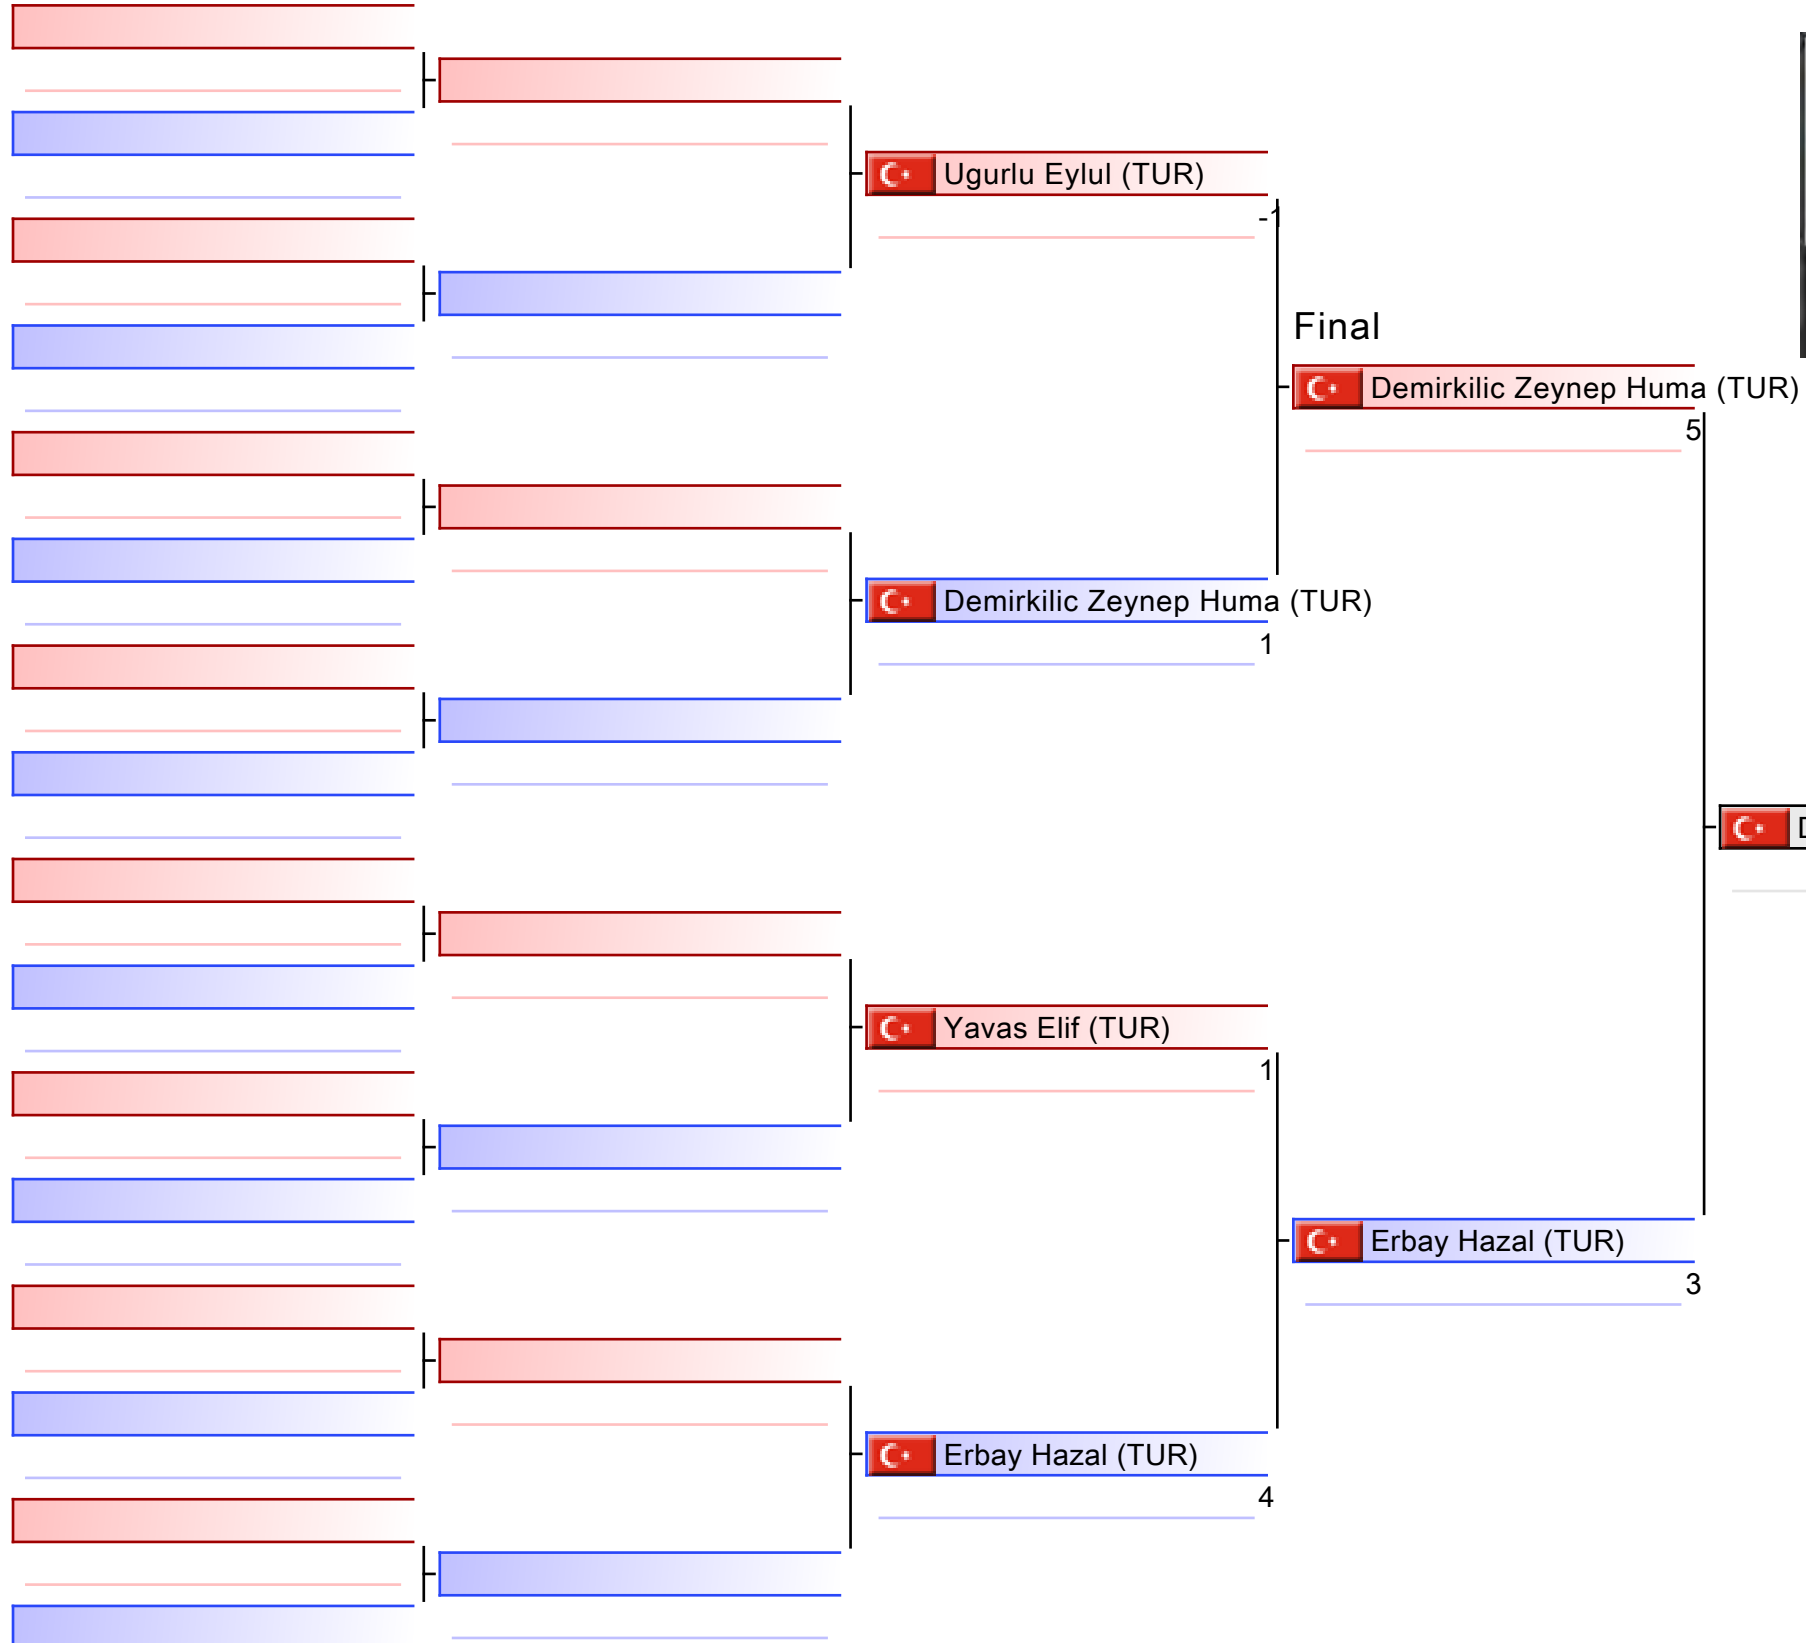 Ugurlu Eylul (TUR)
-1
Final
Demirkilic Zeynep Huma (TUR)
5
Demirkilic Zeynep Huma (TUR)
1
Yavas Elif (TUR)
1
Erbay Hazal (TUR)
3
Erbay Hazal (TUR)
4